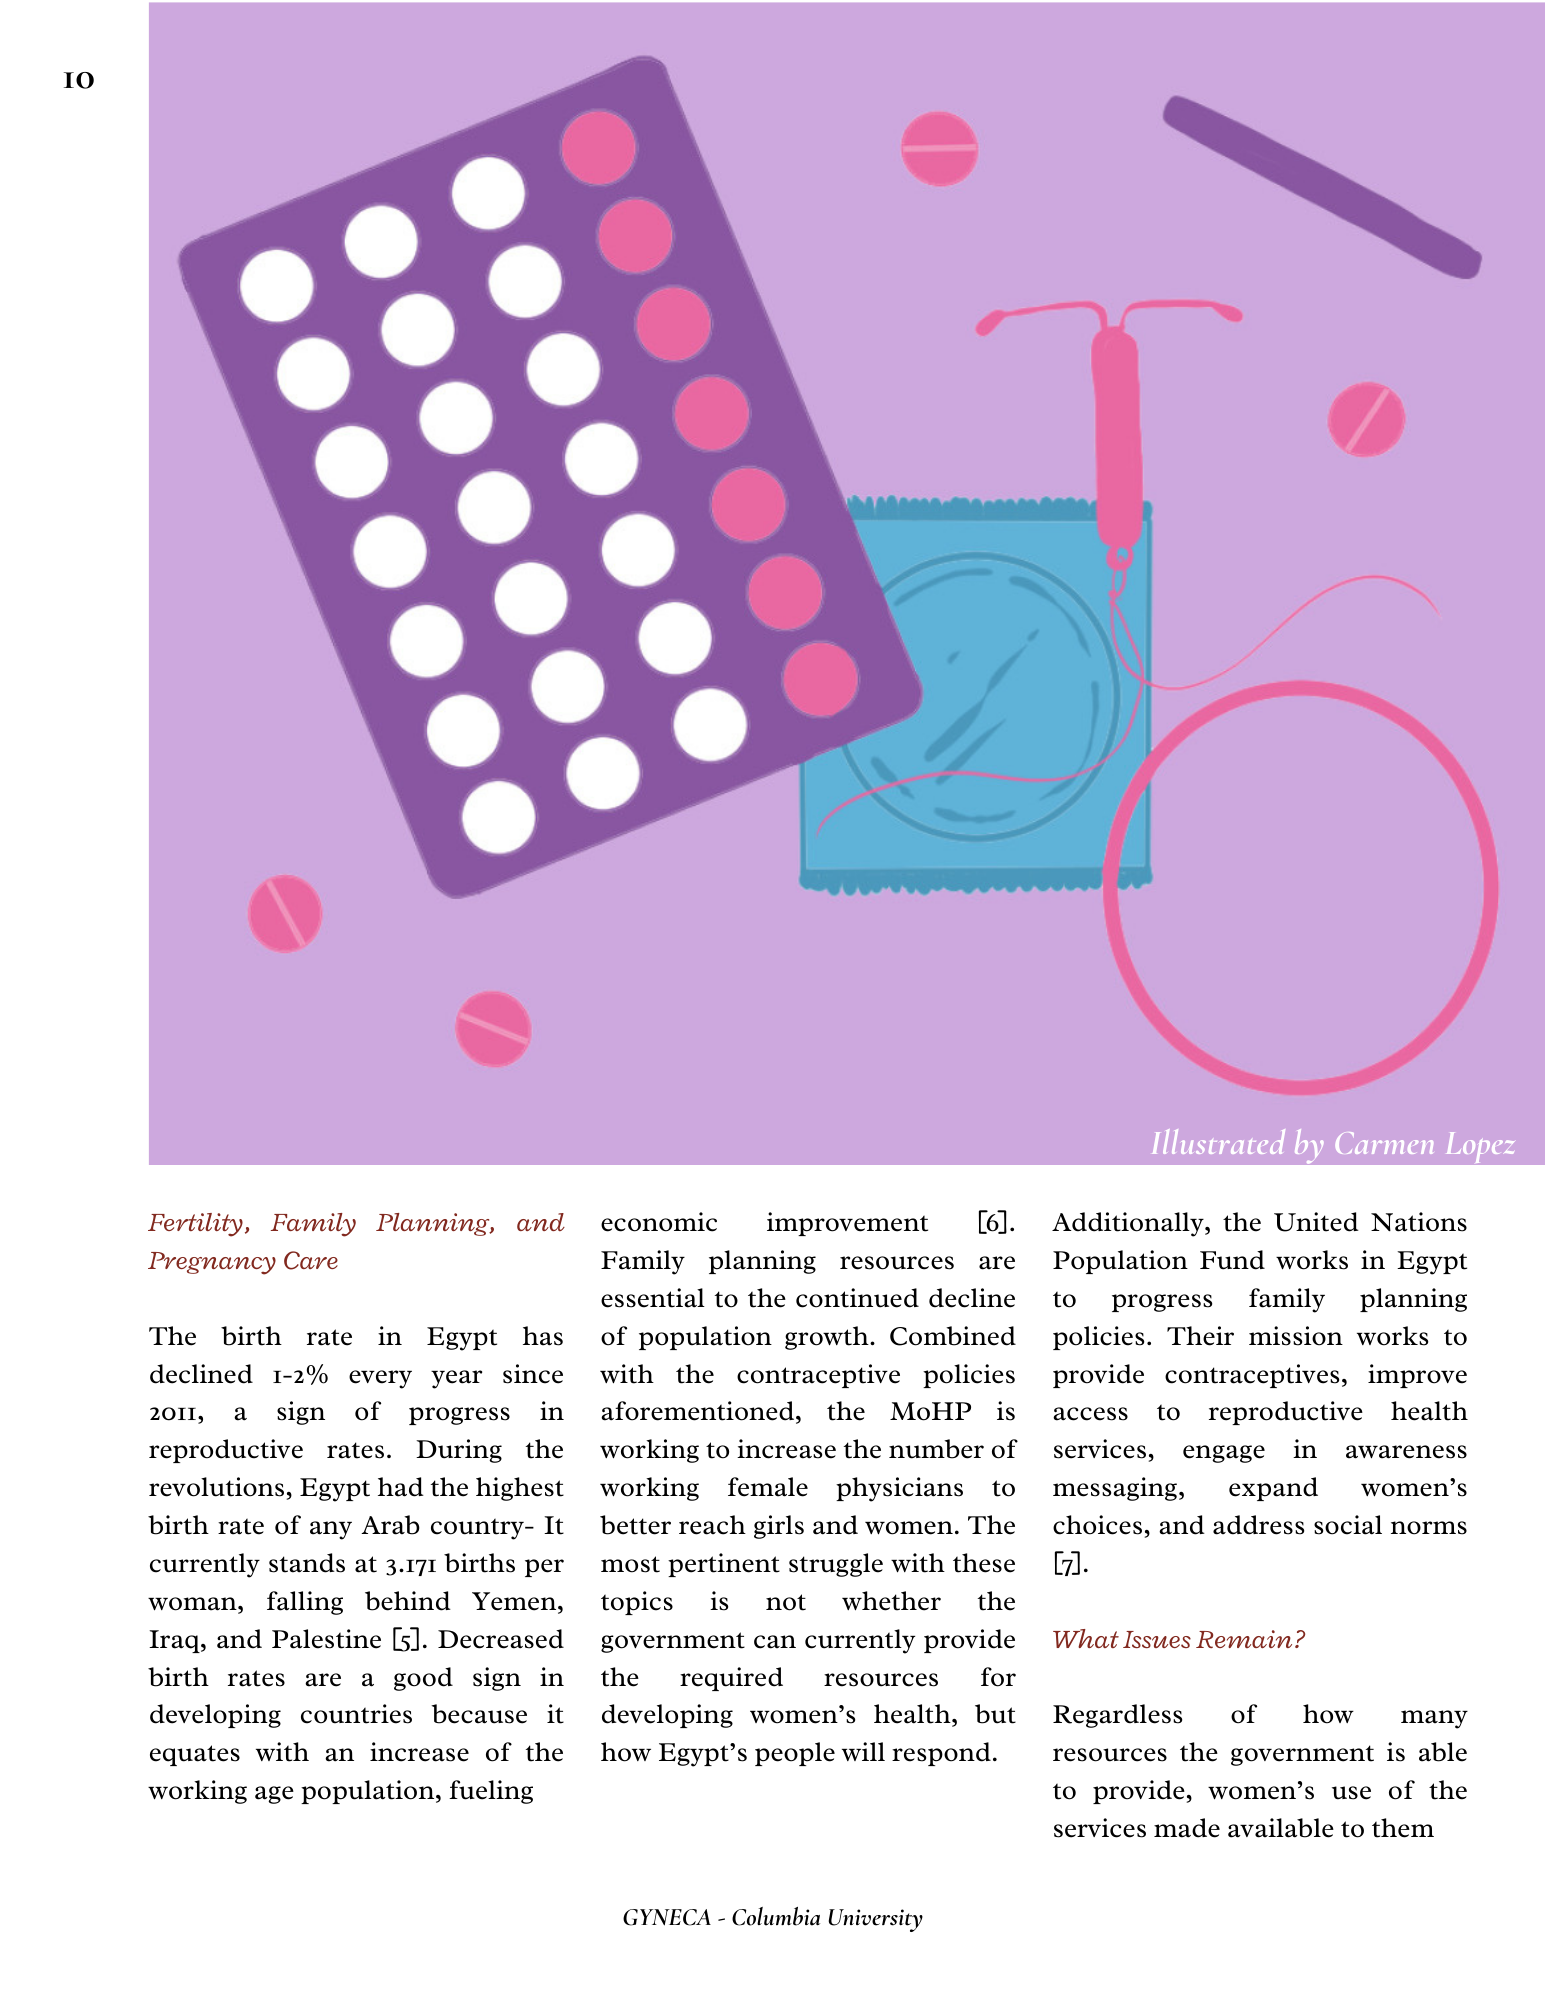 10
Illustrated by Carmen Lopez
Fertility, Family Planning, and
Pregnancy Care
The birth rate in Egypt has
declined 1-2% every year since
2011, a sign of progress in
reproductive rates. During the
revolutions, Egypt had the highest
birth rate of any Arab country- It
currently stands at 3.171 births per
woman, falling behind Yemen,
Iraq, and Palestine [5]. Decreased
birth rates are a good sign in
developing countries because it
equates with an increase of the
working age population, fueling
economic improvement [6].
Family planning resources are
essential to the continued decline
of population growth. Combined
with the contraceptive policies
aforementioned, the MoHP is
working to increase the number of
working female physicians to
better reach girls and women. The
most pertinent struggle with these
topics is not whether the
government can currently provide
the required resources for
developing women’s health, but
how Egypt’s people will respond.
Additionally, the United Nations
Population Fund works in Egypt
to progress family planning
policies. Their mission works to
provide contraceptives, improve
access to reproductive health
services, engage in awareness
messaging, expand women’s
choices, and address social norms
[7].
What Issues Remain?
Regardless of how many
resources the government is able
to provide, women’s use of the
services made available to them
GYNECA - Columbia University